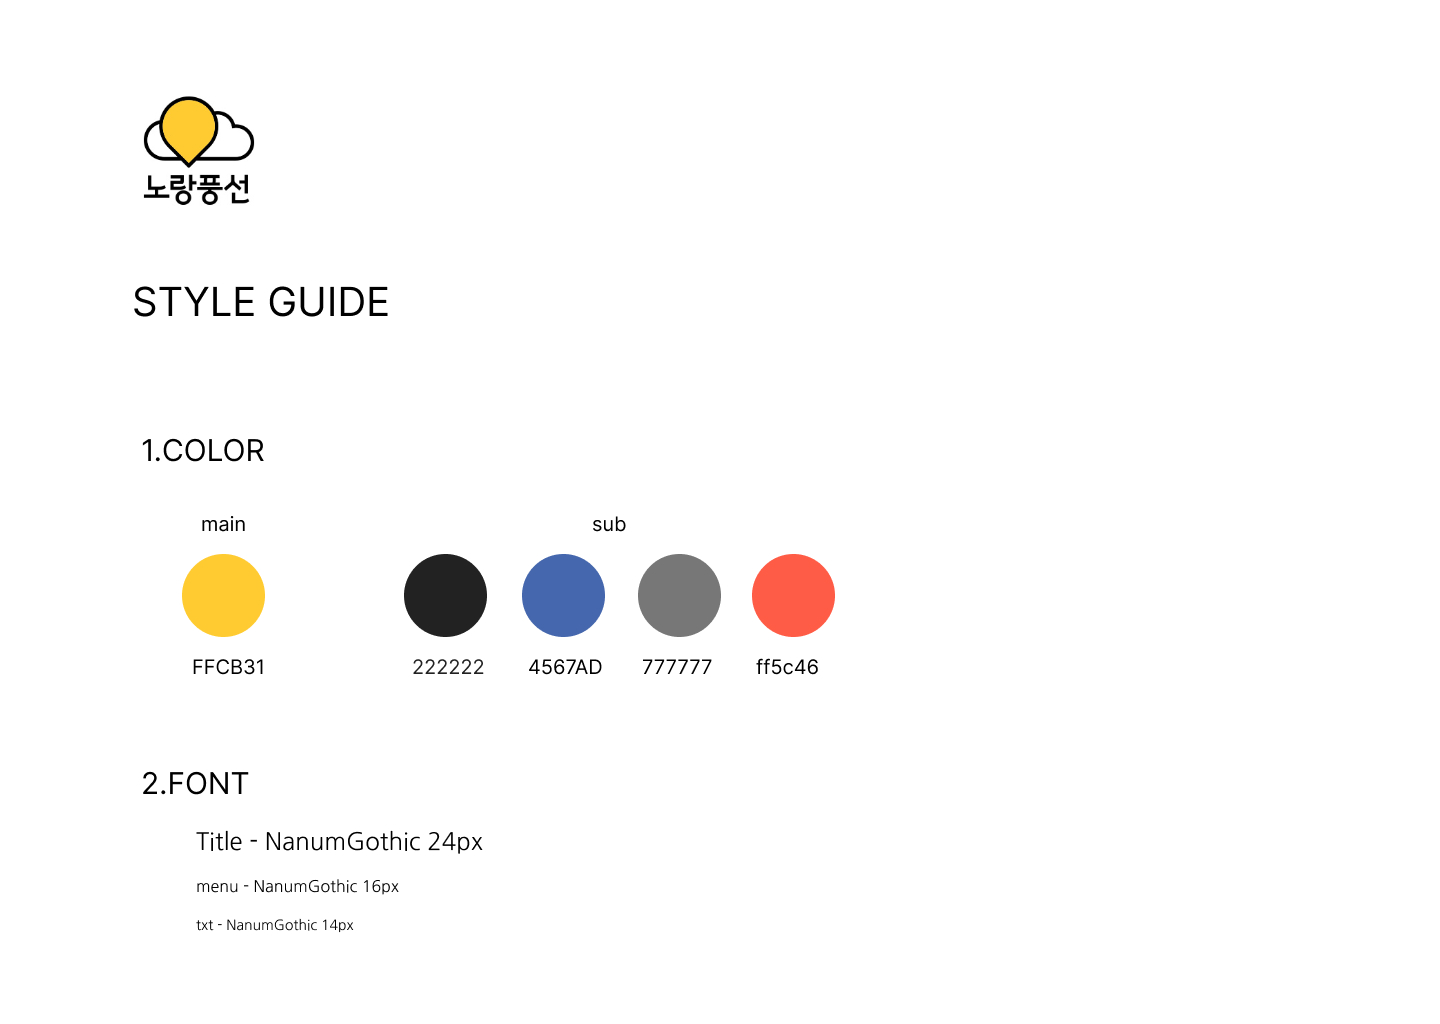 노랑풍선
STYLE GUIDE
1.COLOR
main
sub
FFCB31
222222
4567AD
777777
ff5c46
2.FONT
Title - NanumGothic 24px
menu - NanumGothic 16px
txt - NanumGothic 14px